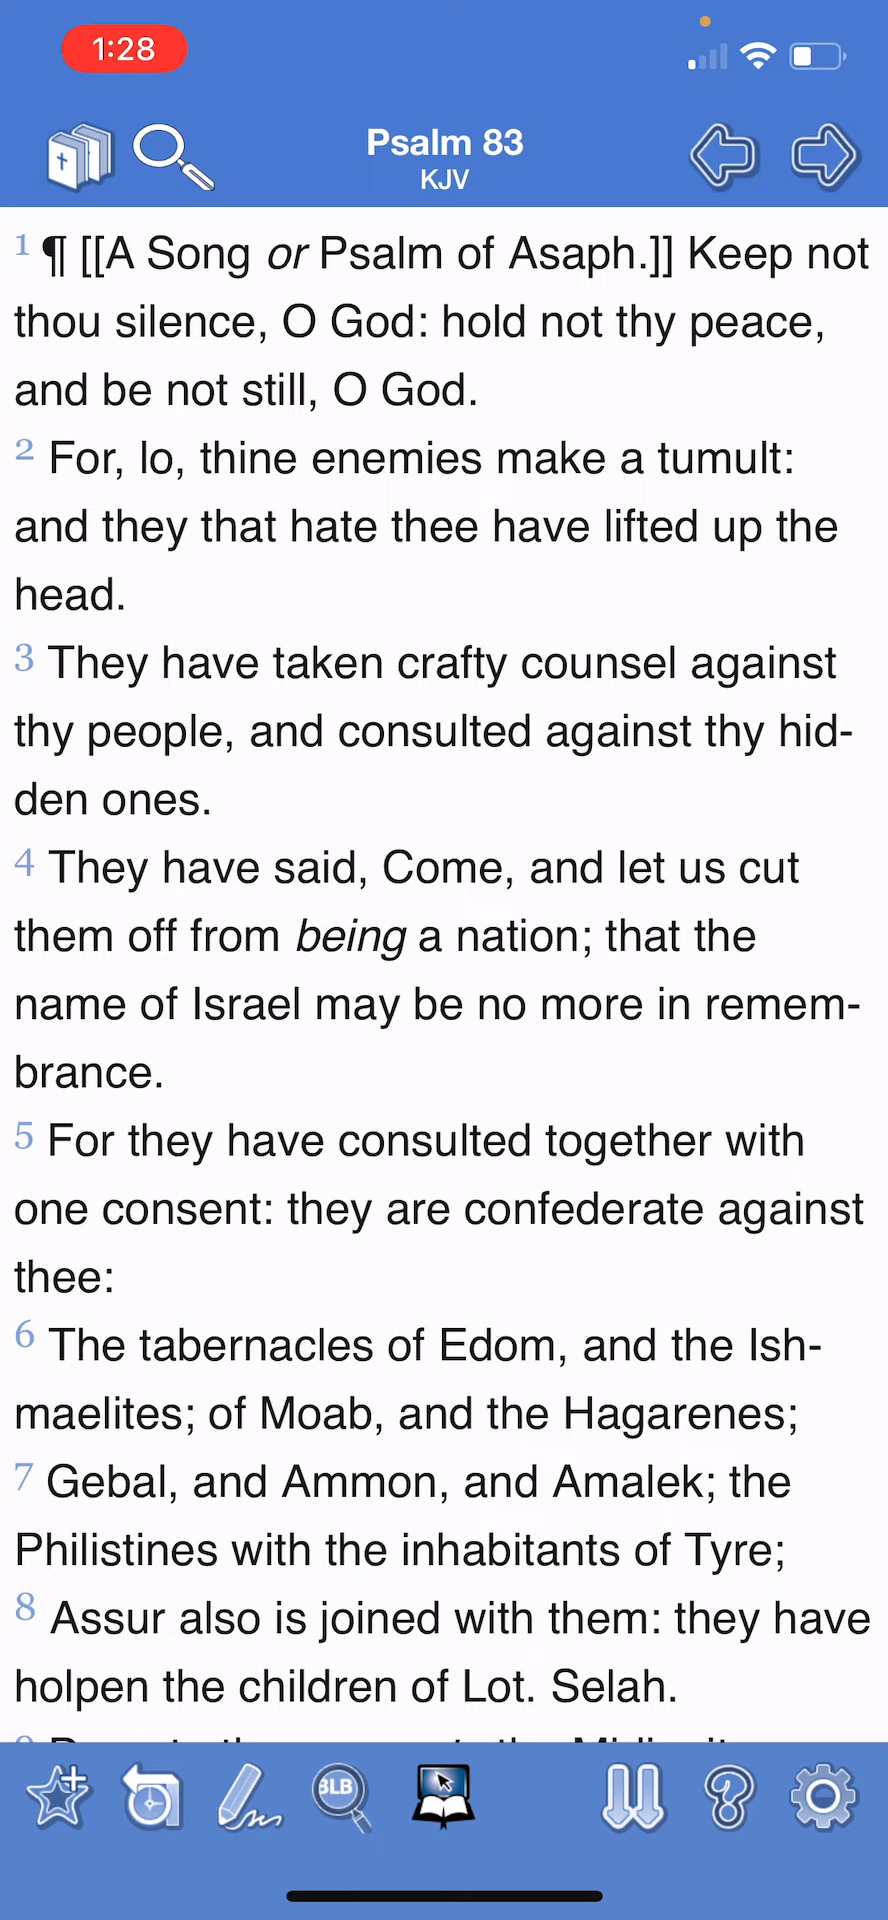 1:28
Psalm 83
KJV
1 ¶ [[A Song or Psalm of Asaph.]] Keep not
thou silence, O God: hold not thy peace,
and be not still, O God.
2 For, lo, thine enemies make a tumult:
and they that hate thee have lifted up the
head.
3 They have taken crafty counsel against
thy people, and consulted against thy hid-
den ones.
4 They have said, Come, and let us cut
them off from being a nation; that the
name of Israel may be no more in remem-
brance.
5 For they have consulted together with
one consent: they are confederate against
thee:
6 The tabernacles of Edom, and the Ish-
maelites; of Moab, and the Hagarenes;
7 Gebal, and Ammon, and Amalek; the
Philistines with the inhabitants of Tyre;
8 Assur also is joined with them: they have
holpen the children of Lot. Selah.
BLB